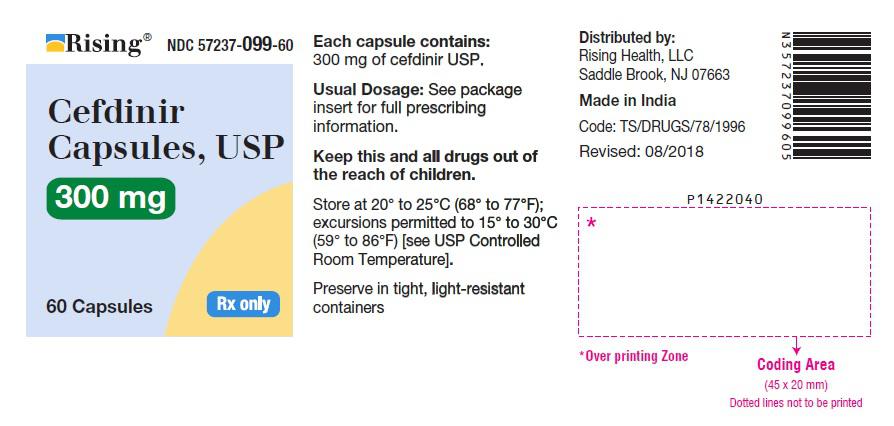 Rising® NDC 57237-099-60
Cefdinir
Capsules, USP
300 mg
60 Capsules
Rx only
Each capsule contains:
300 mg of cefdinir USP.
Usual Dosage: See package
insert for full prescribing
information.
Keep this and all drugs out of
the reach of children.
Store at 20° to 25°C (68° to 77°F);
excursions permitted to 15° to 30°C
(59° to 86°F) [see USP Controlled
Room Temperature].
Preserve in tight, light-resistant
containers
Distributed by:
Rising Health, LLC
Saddle Brook, NJ 07663
Made in India
Code: TS/DRUGS/78/1996
Revised: 08/2018
N357237099605
P1422040
*
*Over printing Zone
Coding Area
(45 x 20 mm)
Dotted lines not to be printed